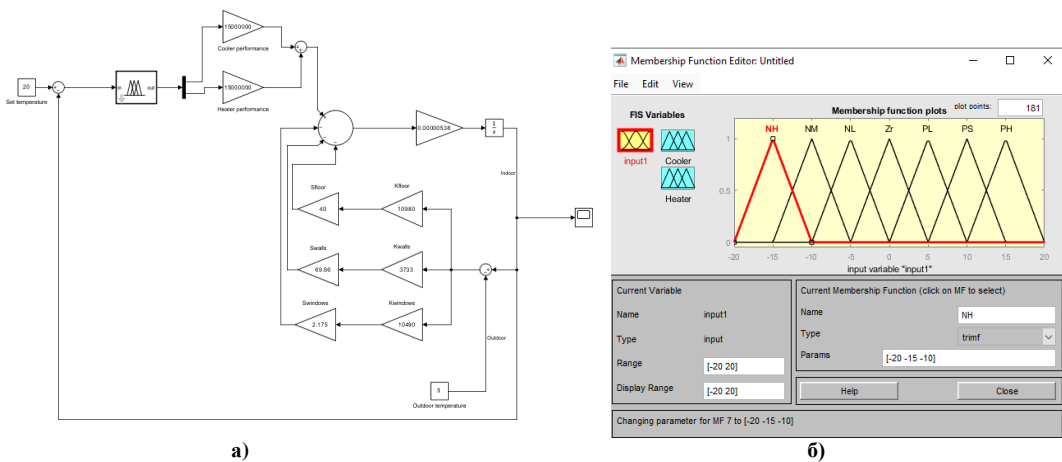 15000000
Cooler performance
20
Set temperature
in
out
15000000
Heater performance
0.00000538
Indoor
Sfloor
Kfloor
40
10980
Swalls
Kwalls
69.66
3733
Swindows
Kwindows
2.175
10490
Outdoor
5
Outdoor temperature
а)
Membership Function Editor: Untitled
File Edit View
FIS Variables
input1
Cooler
Heater
Membership function plots
plot points:
181
NH NM NL Zr PL PS PH
1
0.5
0
-20 -15 -10 -5 0 5 10 15 20
input variable "input1"
Current Variable
Name input1
Type input
Range [-20 20]
Display Range [-20 20]
Current Membership Function (click on MF to select)
Name NH
Type trimf
Params [-20 -15 -10]
Help Close
Changing parameter for MF 7 to [-20 -15 -10]
б)